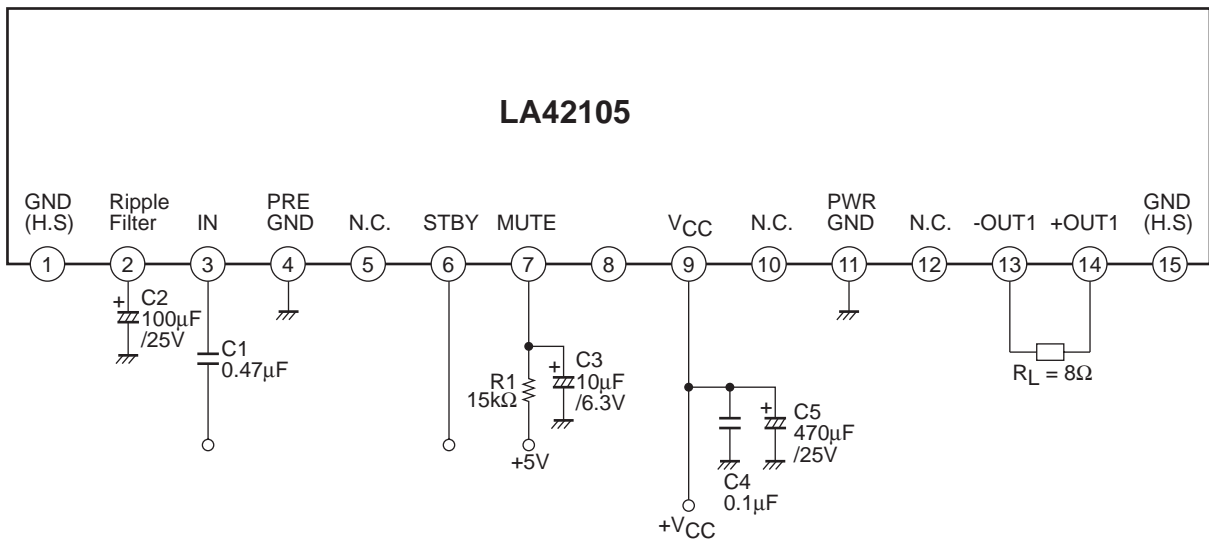 LA42105
GND
(H.S)
Ripple
Filter
IN
PRE
GND
N.C.
STBY
MUTE
VCC
N.C.
PWR
GND
N.C.
-OUT1
+OUT1
GND
(H.S)
1
2
3
4
5
6
7
8
9
10
11
12
13
14
15
+
C2
100μF
/25V
C1
0.47μF
R1
15kΩ
+5V
+
C3
10μF
/6.3V
C4
0.1μF
+
C5
470μF
/25V
+VCC
RL = 8Ω